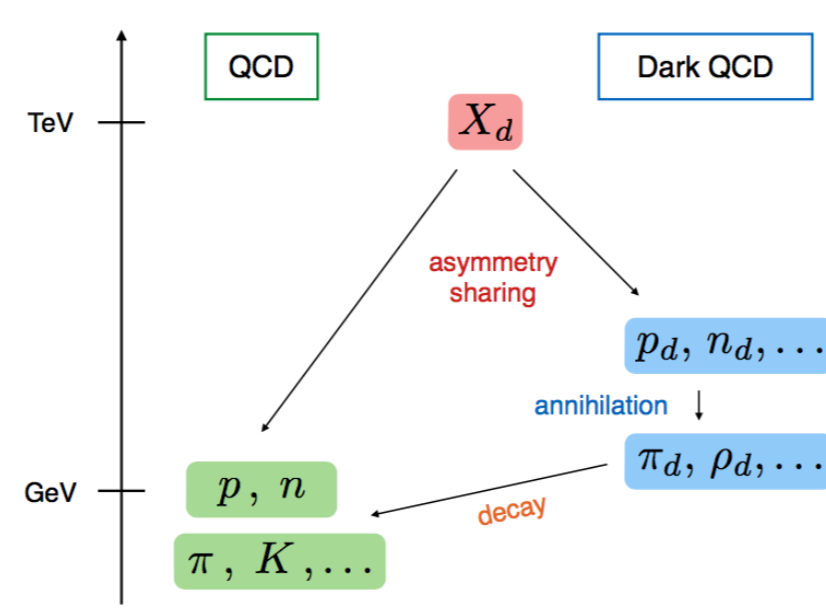 QCD
Dark QCD
TeV
X_d
asymmetry
sharing
p_d, n_d, ...
annihilation
π_d, ρ_d, ...
GeV
p , n
decay
π , K , ...